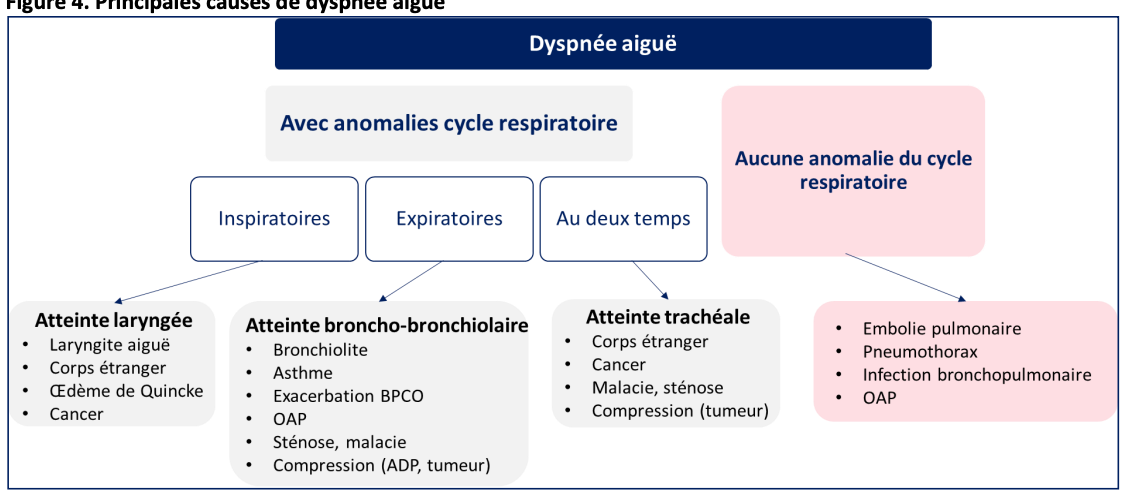 Figure 4. Principales causes de dyspnée aiguë
Dyspnée aiguë
Avec anomalies cycle respiratoire
Aucune anomalie du cycle
respiratoire
Inspiratoires
Expiratoires
Au deux temps
Atteinte laryngée
• Laryngite aiguë
• Corps étranger
• Œdème de Quincke
• Cancer
Atteinte broncho-bronchiolaire
• Bronchiolite
• Asthme
• Exacerbation BPCO
• OAP
• Sténose, malacie
• Compression (ADP, tumeur)
Atteinte trachéale
• Corps étranger
• Cancer
• Malacie, sténose
• Compression (tumeur)
• Embolie pulmonaire
• Pneumothorax
• Infection bronchopulmonaire
• OAP